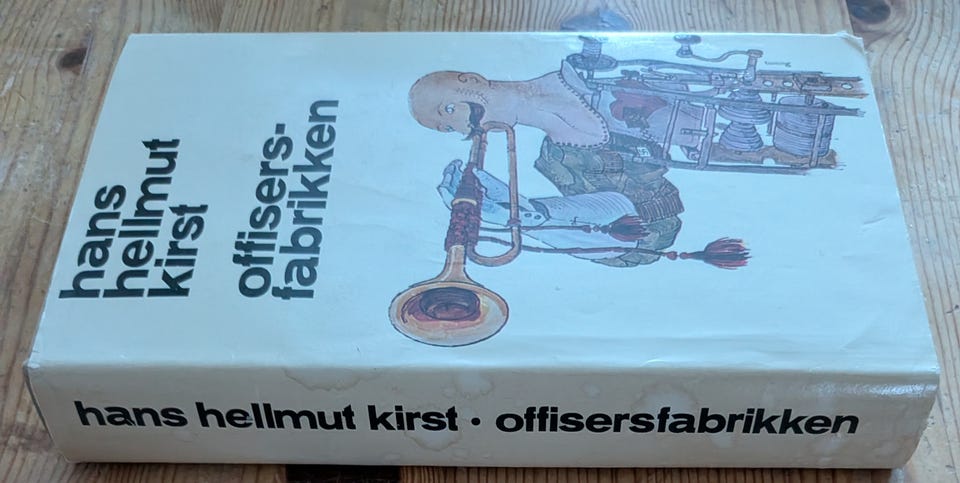 hans
hellmut
kirst
offisers-
fabrikken
hans hellmut kirst · offisersfabrikken